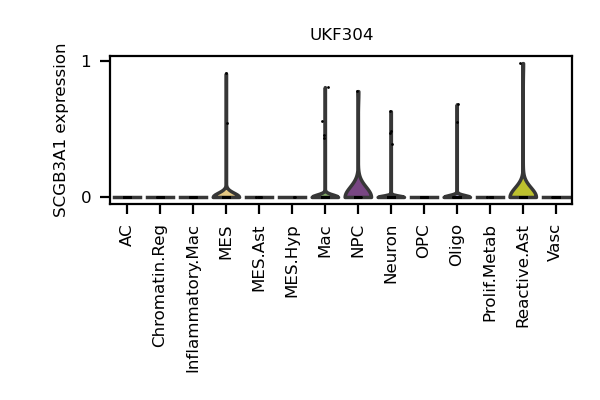 UKF304
SCGB3A1 expression
1
0
AC
Chromatin.Reg
Inflammatory.Mac
MES
MES.Ast
MES.Hyp
Mac
NPC
Neuron
OPC
Oligo
Prolif.Metab
Reactive.Ast
Vasc